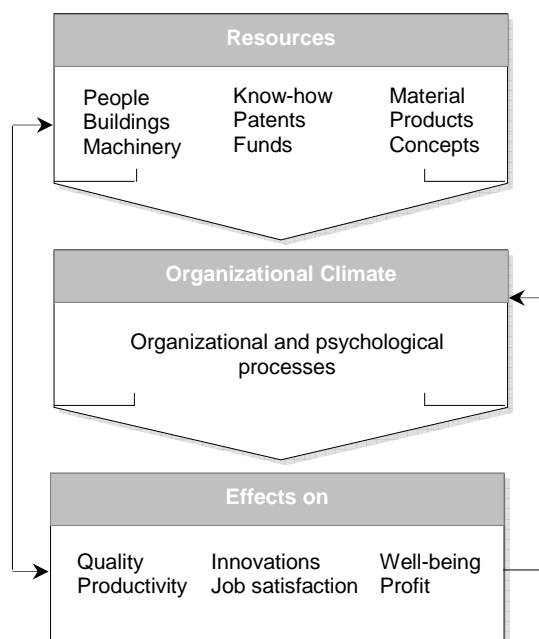 Resources
People Know-how Material
Buildings Patents Products
Machinery Funds Concepts
Organizational Climate
Organizational and psychological
processes
Effects on
Quality Innovations Well-being
Productivity Job satisfaction Profit